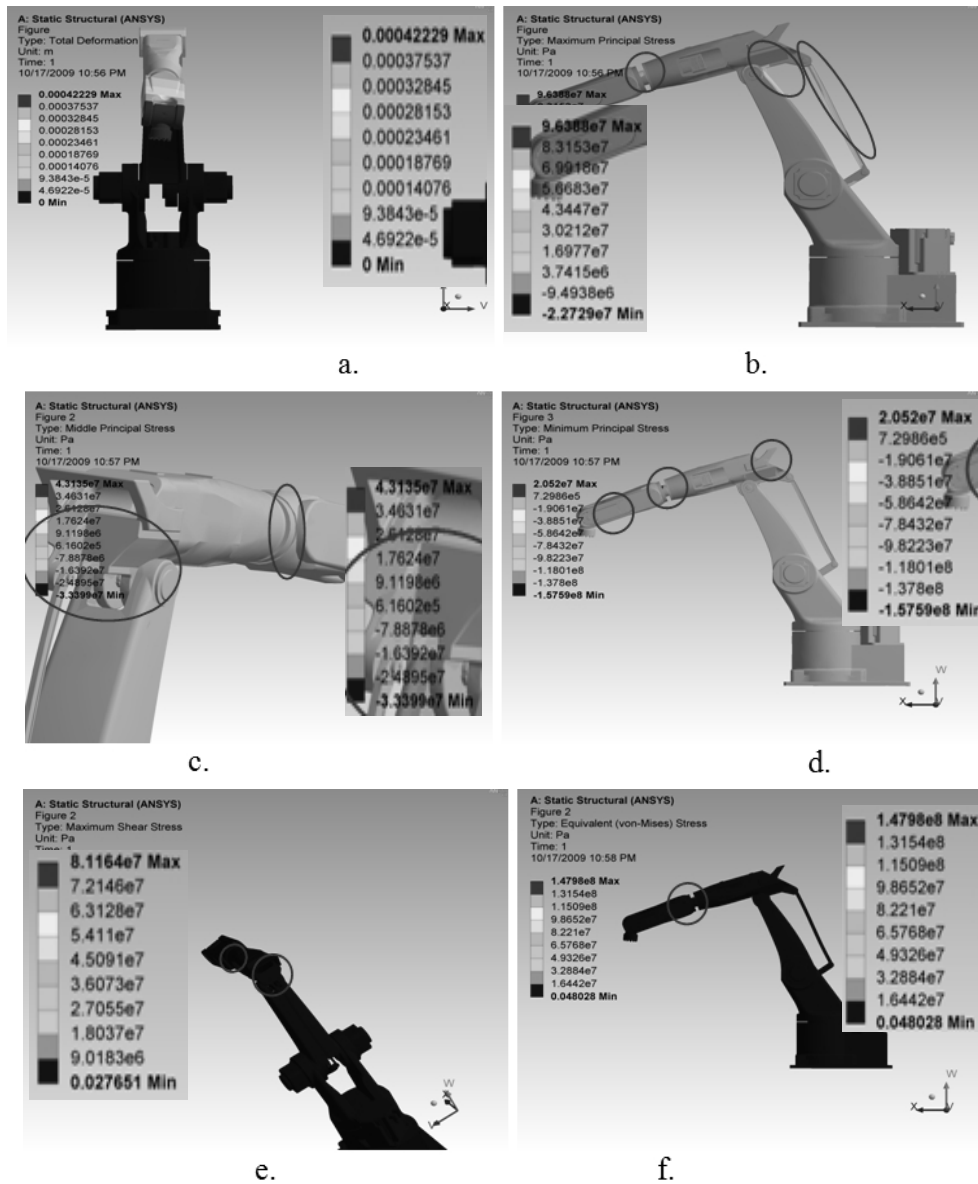 A: Static Structural (ANSYS)
Figure
Type: Total Deformation
Unit: m
Time: 1
10/17/2009 10:56 PM
0.00042229 Max
0.00037537
0.00032845
0.00028153
0.00023461
0.00018769
0.00014076
9.3843e-5
4.6922e-5
0 Min
0.00042229 Max
0.00037537
0.00032845
0.00028153
0.00023461
0.00018769
0.00014076
9.3843e-5
4.6922e-5
0 Min
X V
a.
A: Static Structural (ANSYS)
Figure
Type: Maximum Principal Stress
Unit: Pa
Time: 1
10/17/2009 10:56 PM
9.6388e7 Max
9.6388e7 Max
8.3153e7
6.9918e7
5.6683e7
4.3447e7
3.0212e7
1.6977e7
3.7415e6
-9.4938e6
-2.2729e7 Min
X V
b.
A: Static Structural (ANSYS)
Figure 2
Type: Middle Principal Stress
Unit: Pa
Time: 1
10/17/2009 10:57 PM
4.3135e7 Max
3.4631e7
2.6128e7
1.7624e7
9.1198e6
6.1602e5
-7.8878e6
-1.6392e7
-2.4895e7
-3.3399e7 Min
4.3135e7 Max
3.4631e7
2.6128e7
1.7624e7
9.1198e6
6.1602e5
-7.8878e6
-1.6392e7
-2.4895e7
-3.3399e7 Min
c.
A: Static Structural (ANSYS)
Figure 3
Type: Minimum Principal Stress
Unit: Pa
Time: 1
10/17/2009 10:57 PM
2.052e7 Max
7.2986e5
-1.9061e7
-3.8851e7
-5.8642e7
-7.8432e7
-9.8223e7
-1.1801e8
-1.378e8
-1.5759e8 Min
2.052e7 Max
7.2986e5
-1.9061e7
-3.8851e7
-5.8642e7
-7.8432e7
-9.8223e7
-1.1801e8
-1.378e8
-1.5759e8 Min
W
X V
d.
A: Static Structural (ANSYS)
Figure 2
Type: Maximum Shear Stress
Unit: Pa
Time: 1
8.1164e7 Max
7.2146e7
6.3128e7
5.411e7
4.5091e7
3.6073e7
2.7055e7
1.8037e7
9.0183e6
0.027651 Min
W
X
V
e.
A: Static Structural (ANSYS)
Figure 2
Type: Equivalent (von-Mises) Stress
Unit: Pa
Time: 1
10/17/2009 10:58 PM
1.4798e8 Max
1.3154e8
1.1509e8
9.8652e7
8.221e7
6.5768e7
4.9326e7
3.2884e7
1.6442e7
0.048028 Min
1.4798e8 Max
1.3154e8
1.1509e8
9.8652e7
8.221e7
6.5768e7
4.9326e7
3.2884e7
1.6442e7
0.048028 Min
W
X V
f.